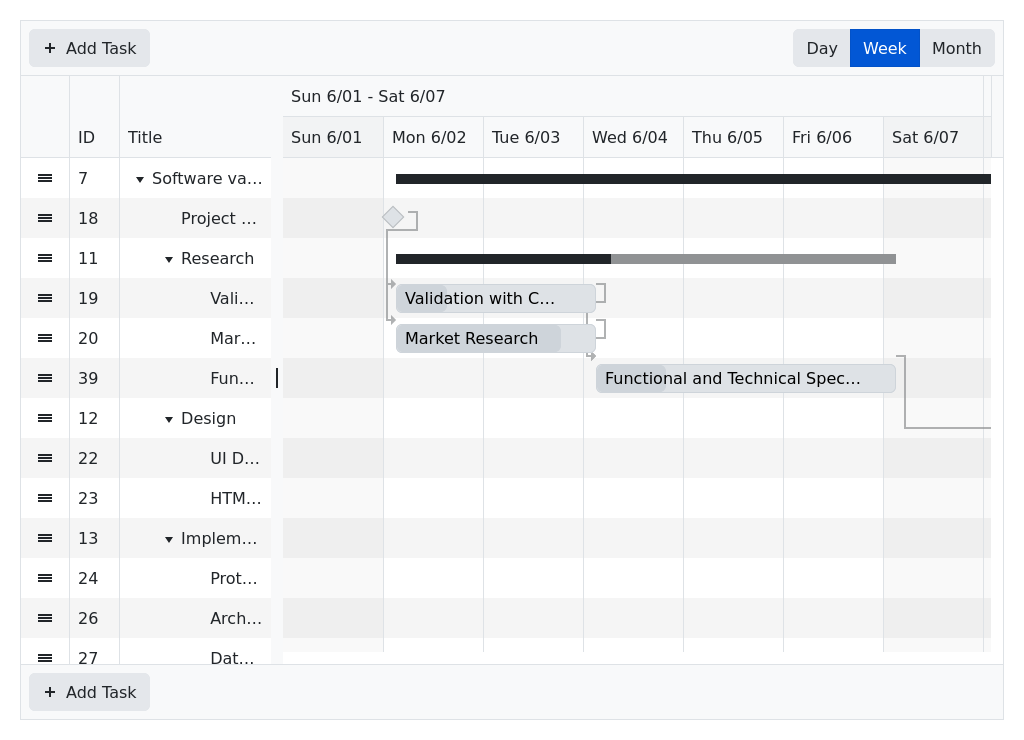 Add Task
Day Week Month
Sun 6/01 - Sat 6/07
ID Title Sun 6/01 Mon 6/02 Tue 6/03 Wed 6/04 Thu 6/05 Fri 6/06 Sat 6/07
7 Software va…
18 Project …
11 Research
19 Vali… Validation with C…
20 Mar… Market Research
39 Fun… Functional and Technical Spec…
12 Design
22 UI D…
23 HTM…
13 Implem…
24 Prot…
26 Arch…
27 Dat…
Add Task